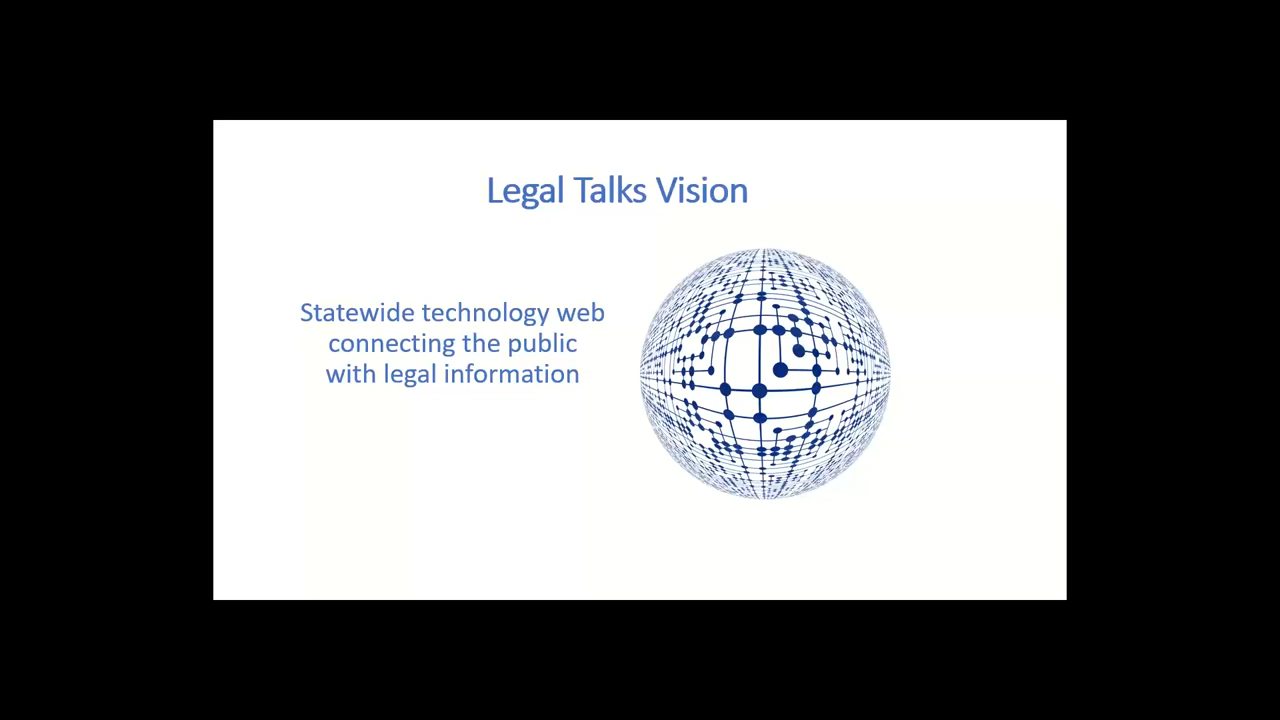 Legal Talks Vision
Statewide technology web
connecting the public
with legal information